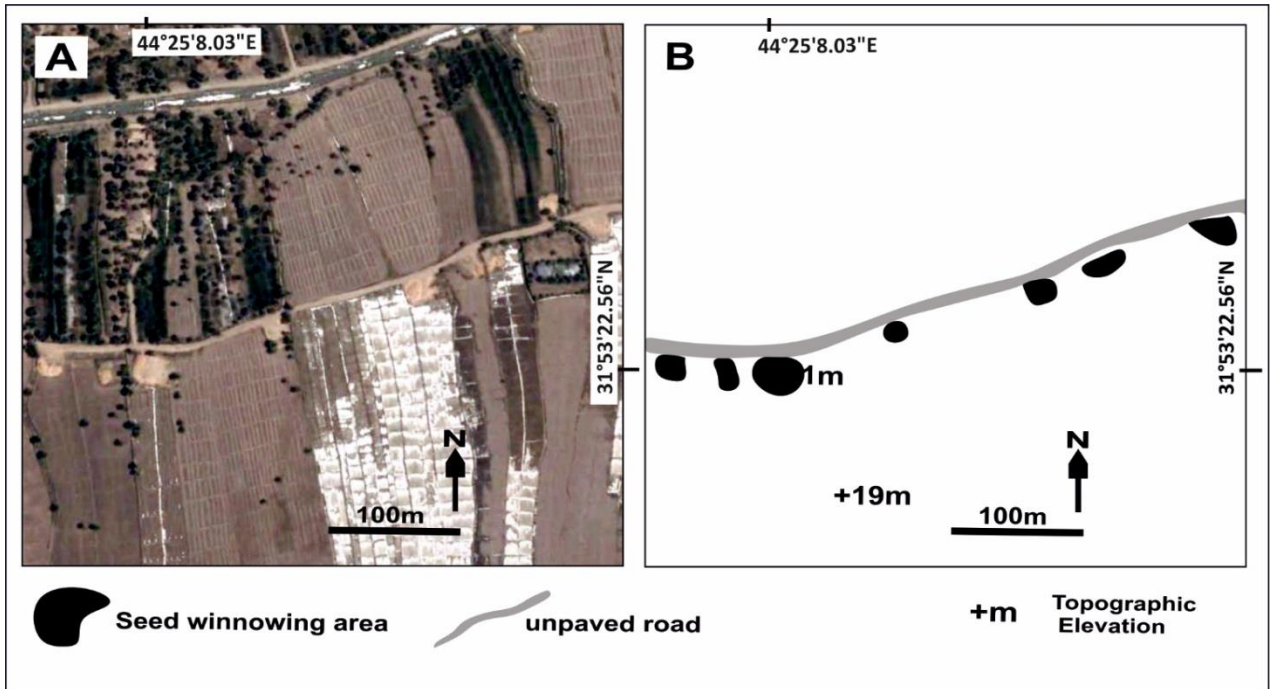 A
44°25'8.03"E
31°53'22.56"N
N
100m
B
44°25'8.03"E
31°53'22.56"N
1m
+19m
N
100m
Seed winnowing area
unpaved road
+m Topographic
Elevation